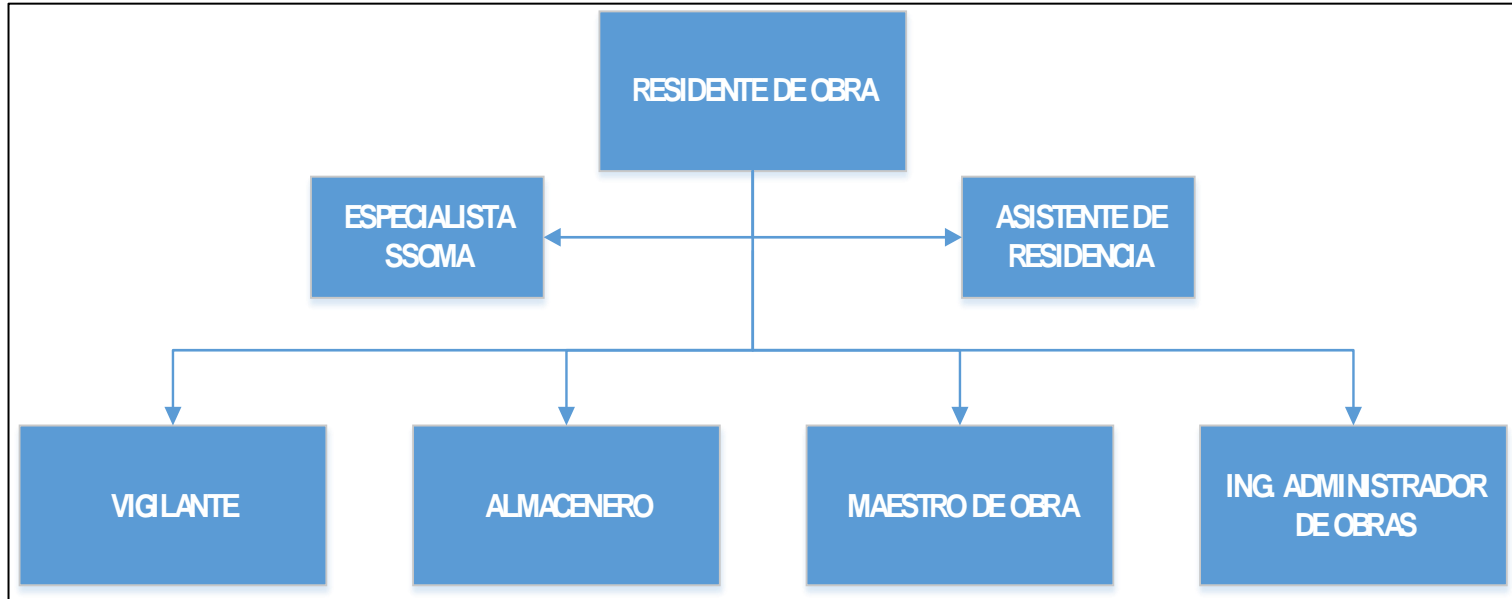 RESIDENTE DE OBRA
ESPECIALISTA
SSOMA
ASISTENTE DE
RESIDENCIA
VIGILANTE
ALMACENERO
MAESTRO DE OBRA
ING. ADMINISTRADOR
DE OBRAS